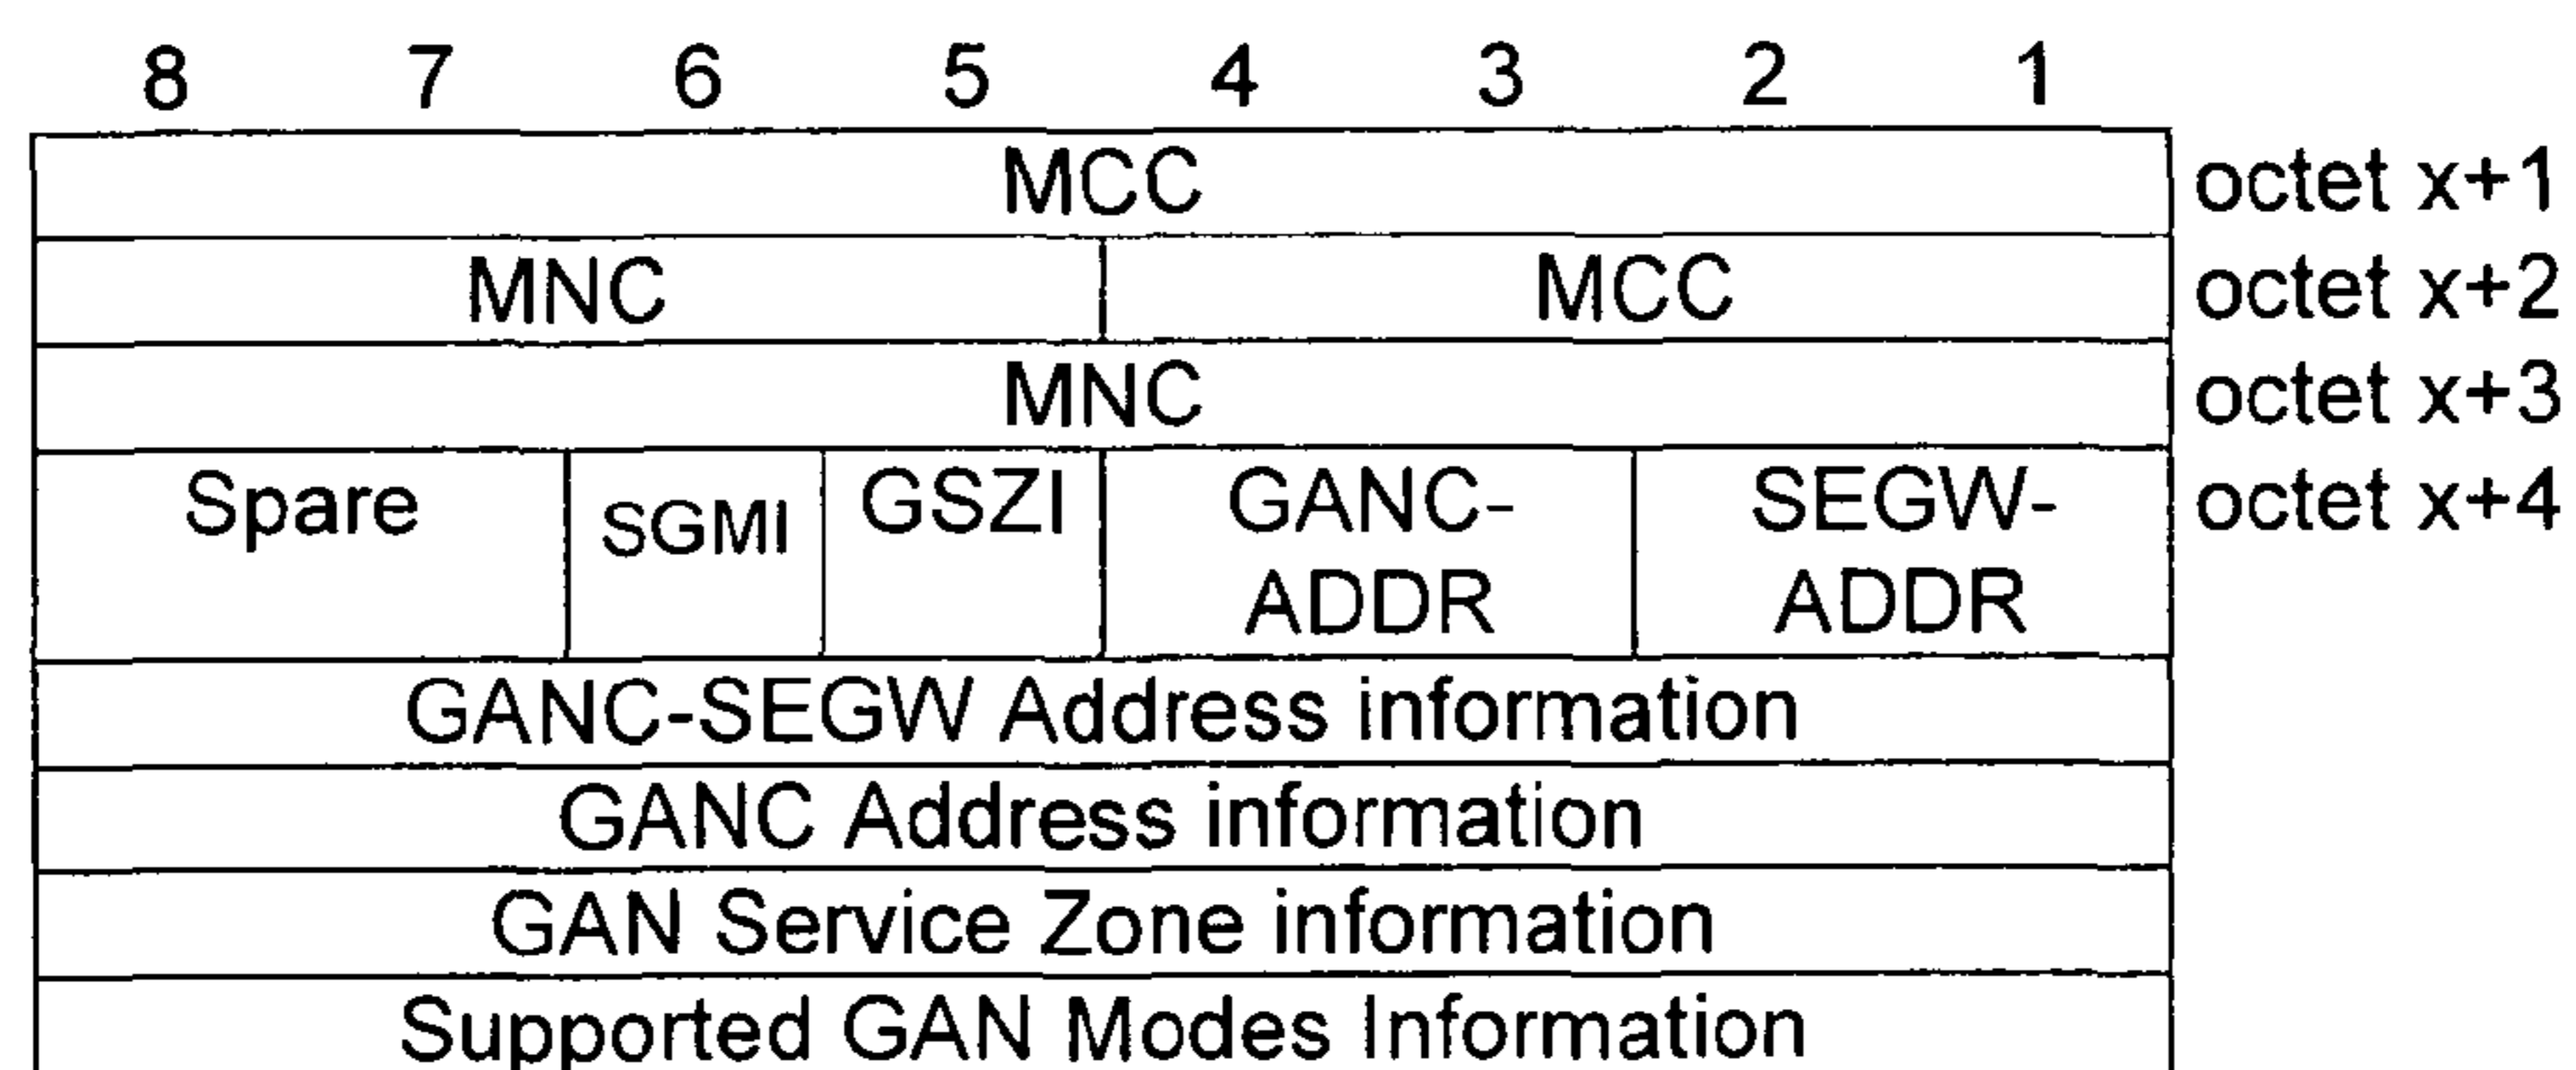 8 7 6 5 4 3 2 1
MCC octet x+1
MNC MCC octet x+2
MNC octet x+3
Spare SGMI GSZI GANC- SEGW- octet x+4
ADDR ADDR
GANC-SEGW Address information
GANC Address information
GAN Service Zone information
Supported GAN Modes Information